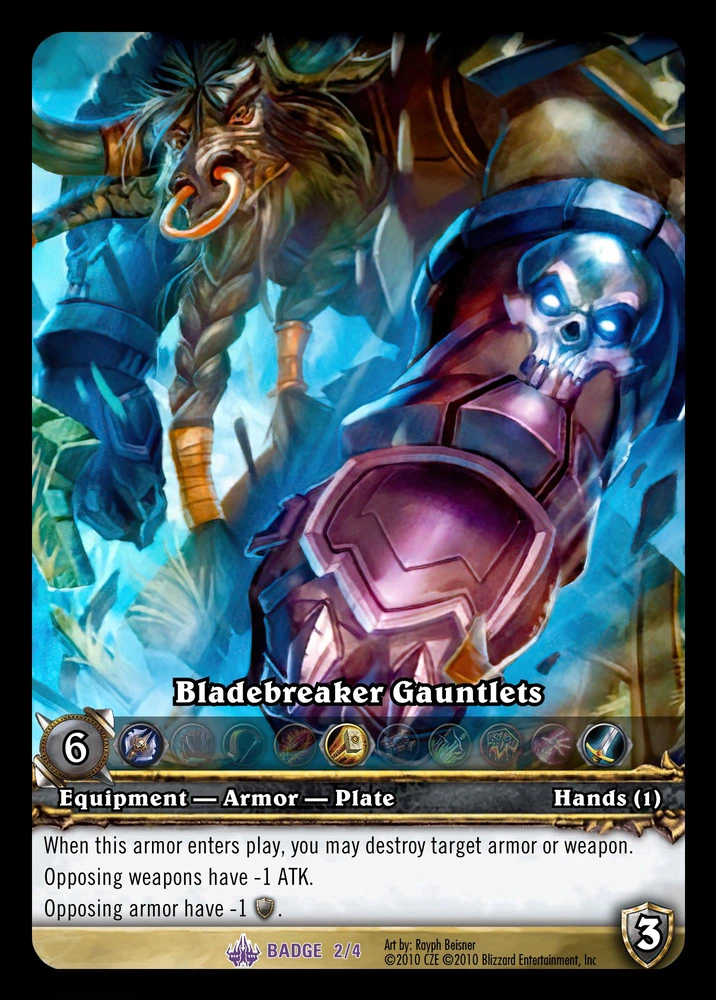 Bladebreaker Gauntlets
6
Equipment — Armor — Plate
Hands (1)
When this armor enters play, you may destroy target armor or weapon.
Opposing weapons have -1 ATK.
Opposing armor have -1 .
3
BADGE 2/4
Art by: Rayph Beisner
©2010 CZE ©2010 Blizzard Entertainment, Inc